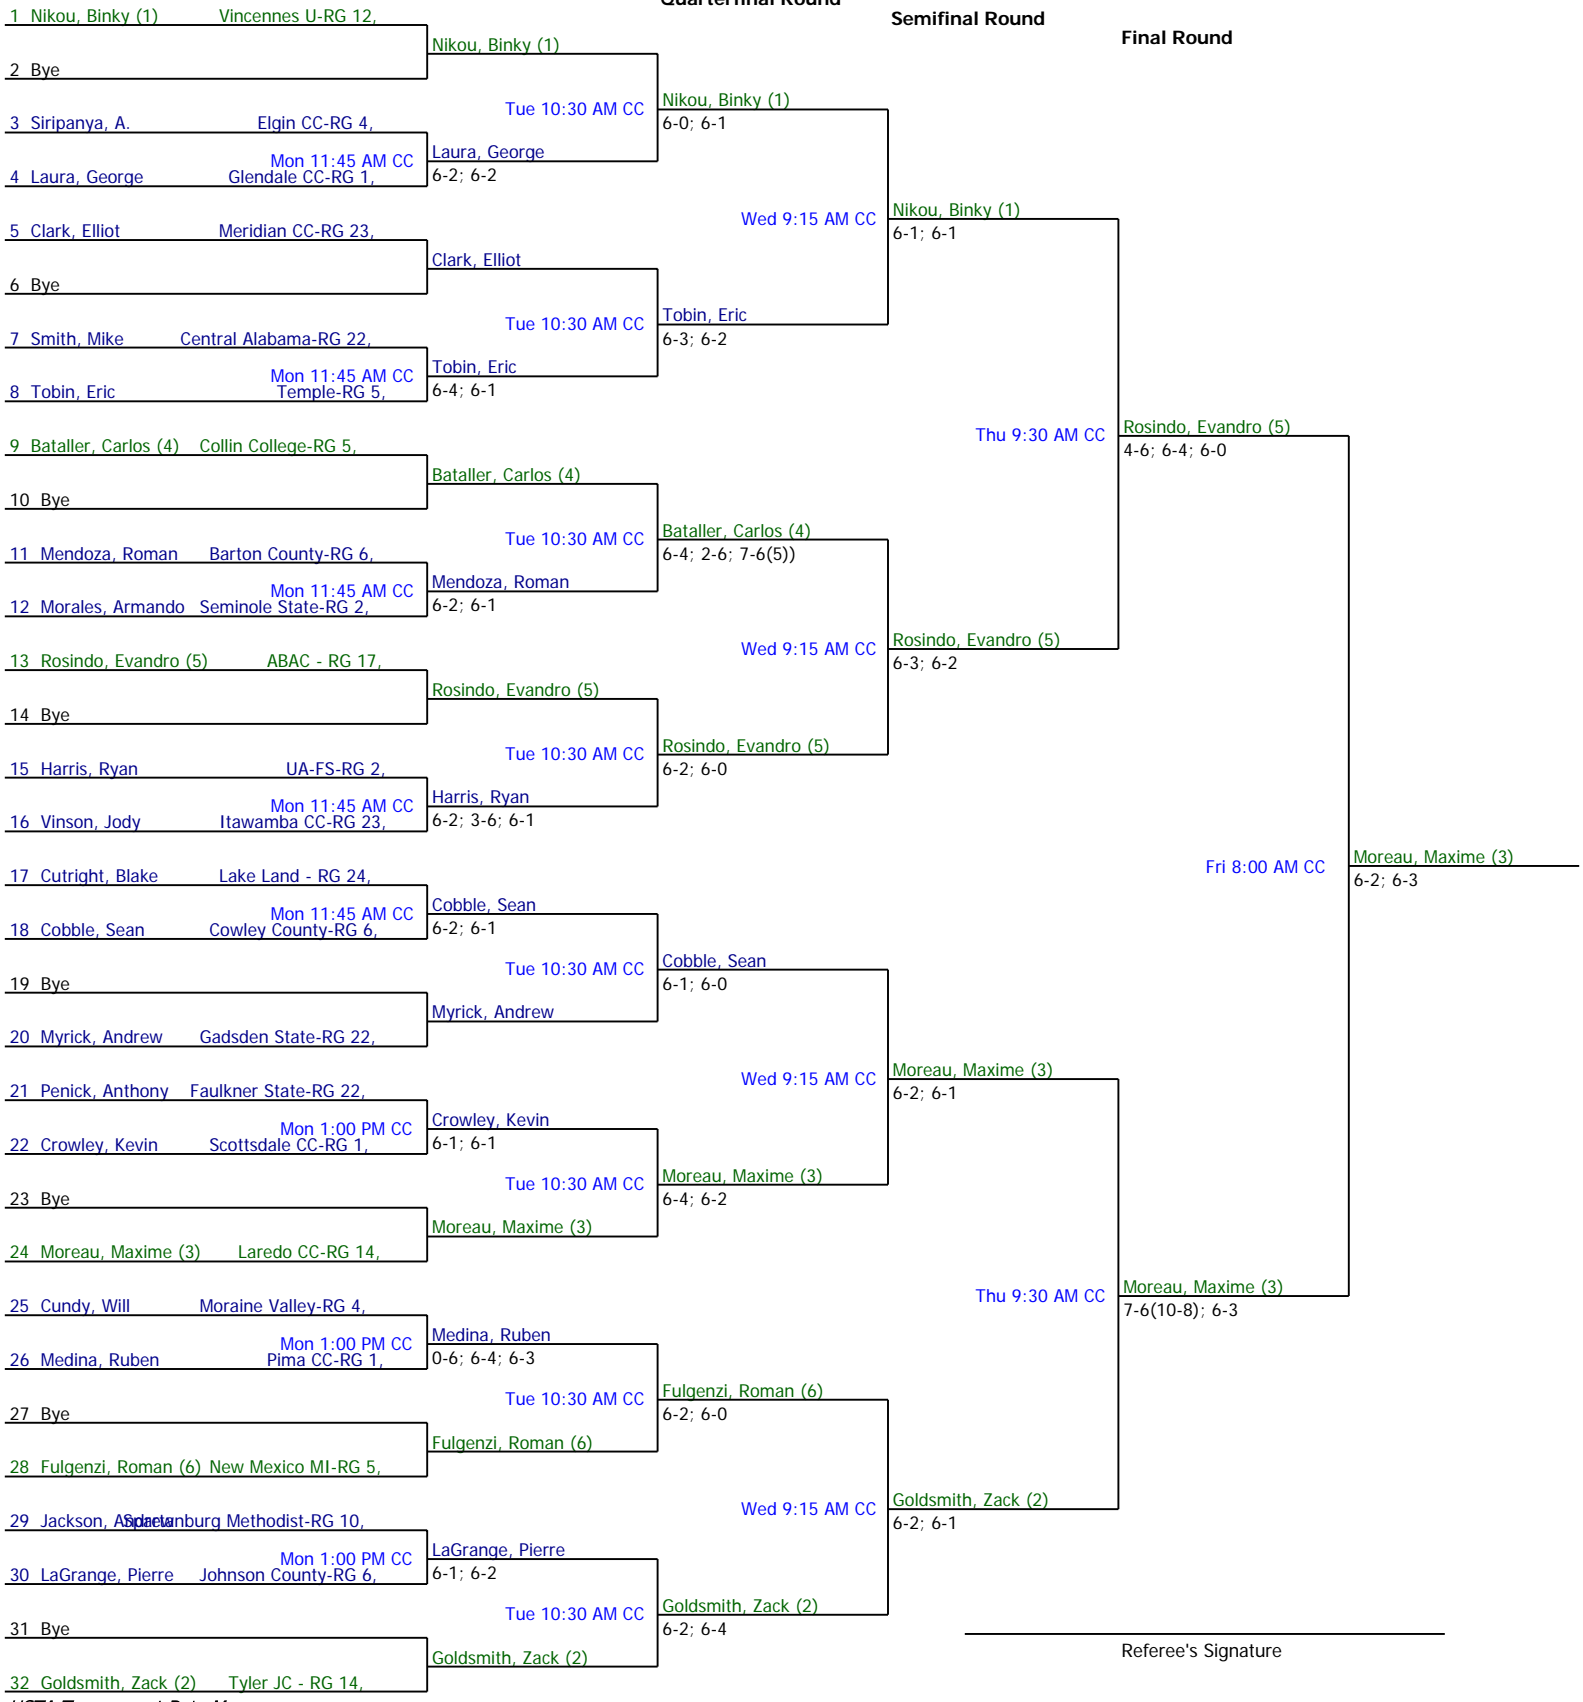 Quarterfinal Round
Semifinal Round
Final Round
1 Nikou, Binky (1) Vincennes U-RG 12,
Nikou, Binky (1)
2 Bye
Tue 10:30 AM CC
Nikou, Binky (1)
6-0; 6-1
3 Siripanya, A. Elgin CC-RG 4,
Mon 11:45 AM CC
Laura, George
6-2; 6-2
4 Laura, George Glendale CC-RG 1,
Wed 9:15 AM CC
Nikou, Binky (1)
6-1; 6-1
5 Clark, Elliot Meridian CC-RG 23,
Clark, Elliot
6 Bye
Tue 10:30 AM CC
Tobin, Eric
6-3; 6-2
7 Smith, Mike Central Alabama-RG 22,
Mon 11:45 AM CC
Tobin, Eric
6-4; 6-1
8 Tobin, Eric Temple-RG 5,
Thu 9:30 AM CC
Rosindo, Evandro (5)
4-6; 6-4; 6-0
9 Bataller, Carlos (4) Collin College-RG 5,
Bataller, Carlos (4)
10 Bye
Tue 10:30 AM CC
Bataller, Carlos (4)
6-4; 2-6; 7-6(5))
11 Mendoza, Roman Barton County-RG 6,
Mon 11:45 AM CC
Mendoza, Roman
6-2; 6-1
12 Morales, Armando Seminole State-RG 2,
Wed 9:15 AM CC
Rosindo, Evandro (5)
6-3; 6-2
13 Rosindo, Evandro (5) ABAC - RG 17,
Rosindo, Evandro (5)
14 Bye
Tue 10:30 AM CC
Rosindo, Evandro (5)
6-2; 6-0
15 Harris, Ryan UA-FS-RG 2,
Mon 11:45 AM CC
Harris, Ryan
6-2; 3-6; 6-1
16 Vinson, Jody Itawamba CC-RG 23,
Fri 8:00 AM CC
Moreau, Maxime (3)
6-2; 6-3
17 Cutright, Blake Lake Land - RG 24,
Mon 11:45 AM CC
Cobble, Sean
6-2; 6-1
18 Cobble, Sean Cowley County-RG 6,
Tue 10:30 AM CC
Cobble, Sean
6-1; 6-0
19 Bye
Myrick, Andrew
20 Myrick, Andrew Gadsden State-RG 22,
Wed 9:15 AM CC
Moreau, Maxime (3)
6-2; 6-1
21 Penick, Anthony Faulkner State-RG 22,
Mon 1:00 PM CC
Crowley, Kevin
6-1; 6-1
22 Crowley, Kevin Scottsdale CC-RG 1,
Tue 10:30 AM CC
Moreau, Maxime (3)
6-4; 6-2
23 Bye
Moreau, Maxime (3)
24 Moreau, Maxime (3) Laredo CC-RG 14,
Thu 9:30 AM CC
Moreau, Maxime (3)
7-6(10-8); 6-3
25 Cundy, Will Moraine Valley-RG 4,
Mon 1:00 PM CC
Medina, Ruben
0-6; 6-4; 6-3
26 Medina, Ruben Pima CC-RG 1,
Tue 10:30 AM CC
Fulgenzi, Roman (6)
6-2; 6-0
27 Bye
Fulgenzi, Roman (6)
28 Fulgenzi, Roman (6) New Mexico MI-RG 5,
Wed 9:15 AM CC
Goldsmith, Zack (2)
6-2; 6-1
29 Jackson, Andrew Spartanburg Methodist-RG 10,
Mon 1:00 PM CC
LaGrange, Pierre
6-1; 6-2
30 LaGrange, Pierre Johnson County-RG 6,
Tue 10:30 AM CC
Goldsmith, Zack (2)
6-2; 6-4
31 Bye
Goldsmith, Zack (2)
32 Goldsmith, Zack (2) Tyler JC - RG 14,
Referee's Signature